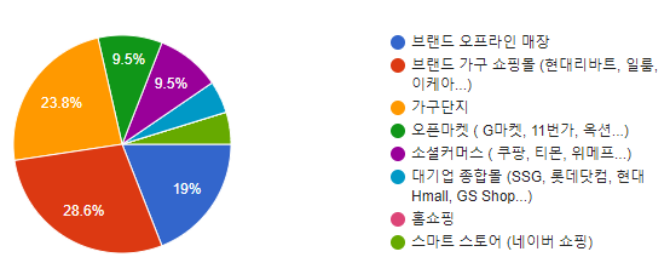 9.5%
9.5%
23.8%
28.6%
19%
브랜드 오프라인 매장
브랜드 가구 쇼핑몰 (현대리바트, 일룸,
이케아...)
가구단지
오픈마켓 ( G마켓, 11번가, 옥션...)
소셜커머스 ( 쿠팡, 티몬, 위메프...)
대기업 종합몰 (SSG, 롯데닷컴, 현대
Hmall, GS Shop...)
홈쇼핑
스마트 스토어 (네이버 쇼핑)